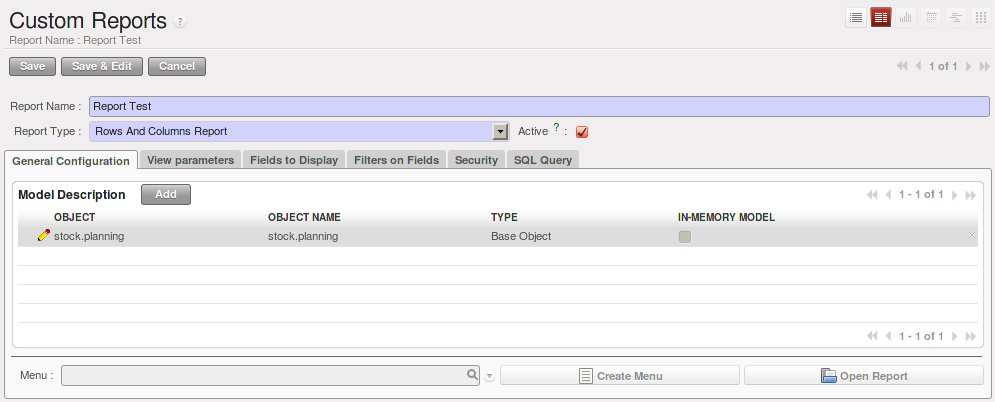 Custom Reports ?
Report Name : Report Test
Save Save & Edit Cancel 1 of 1
Report Name : Report Test
Report Type : Rows And Columns Report Active ? :
General Configuration View parameters Fields to Display Filters on Fields Security SQL Query
Model Description Add 1 - 1 of 1
OBJECT OBJECT NAME TYPE IN-MEMORY MODEL
stock.planning stock.planning Base Object
1 - 1 of 1
Menu : Create Menu Open Report